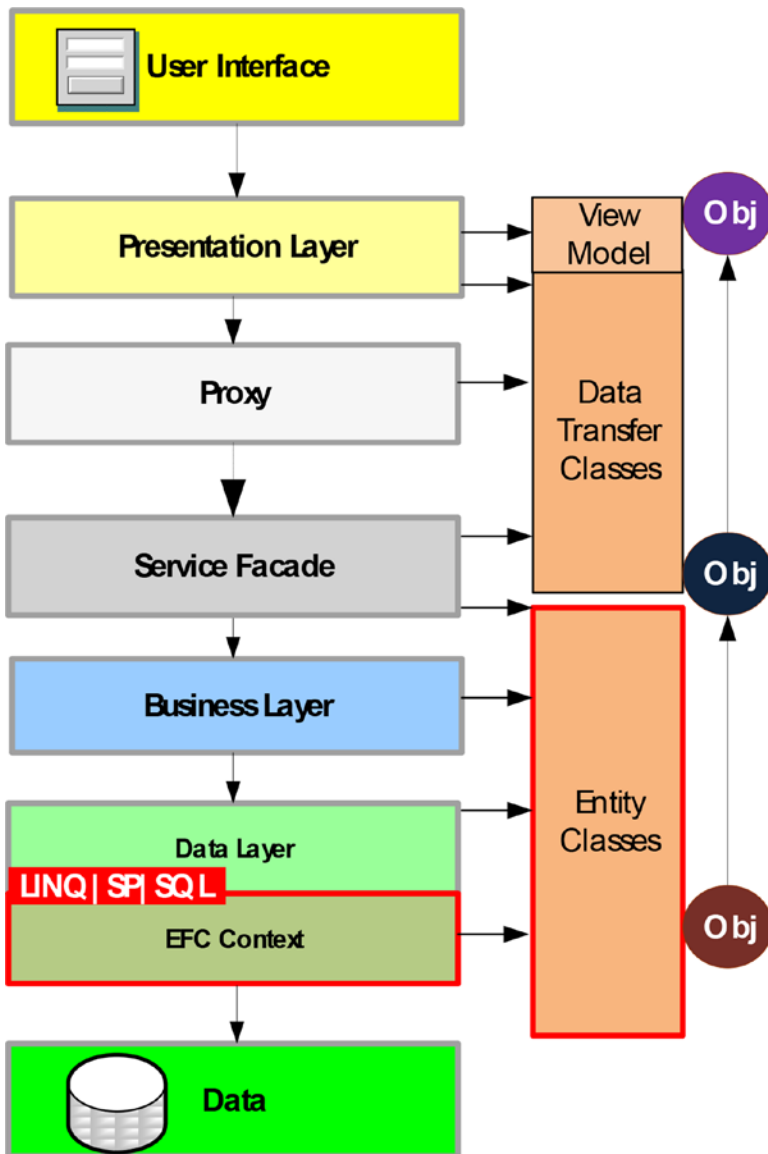 User Interface
Presentation Layer
View
Model
Obj
Proxy
Data
Transfer
Classes
Service Facade
Obj
Business Layer
Entity
Classes
Data Layer
LINQ | SP| SQL
EFC Context
Obj
Data